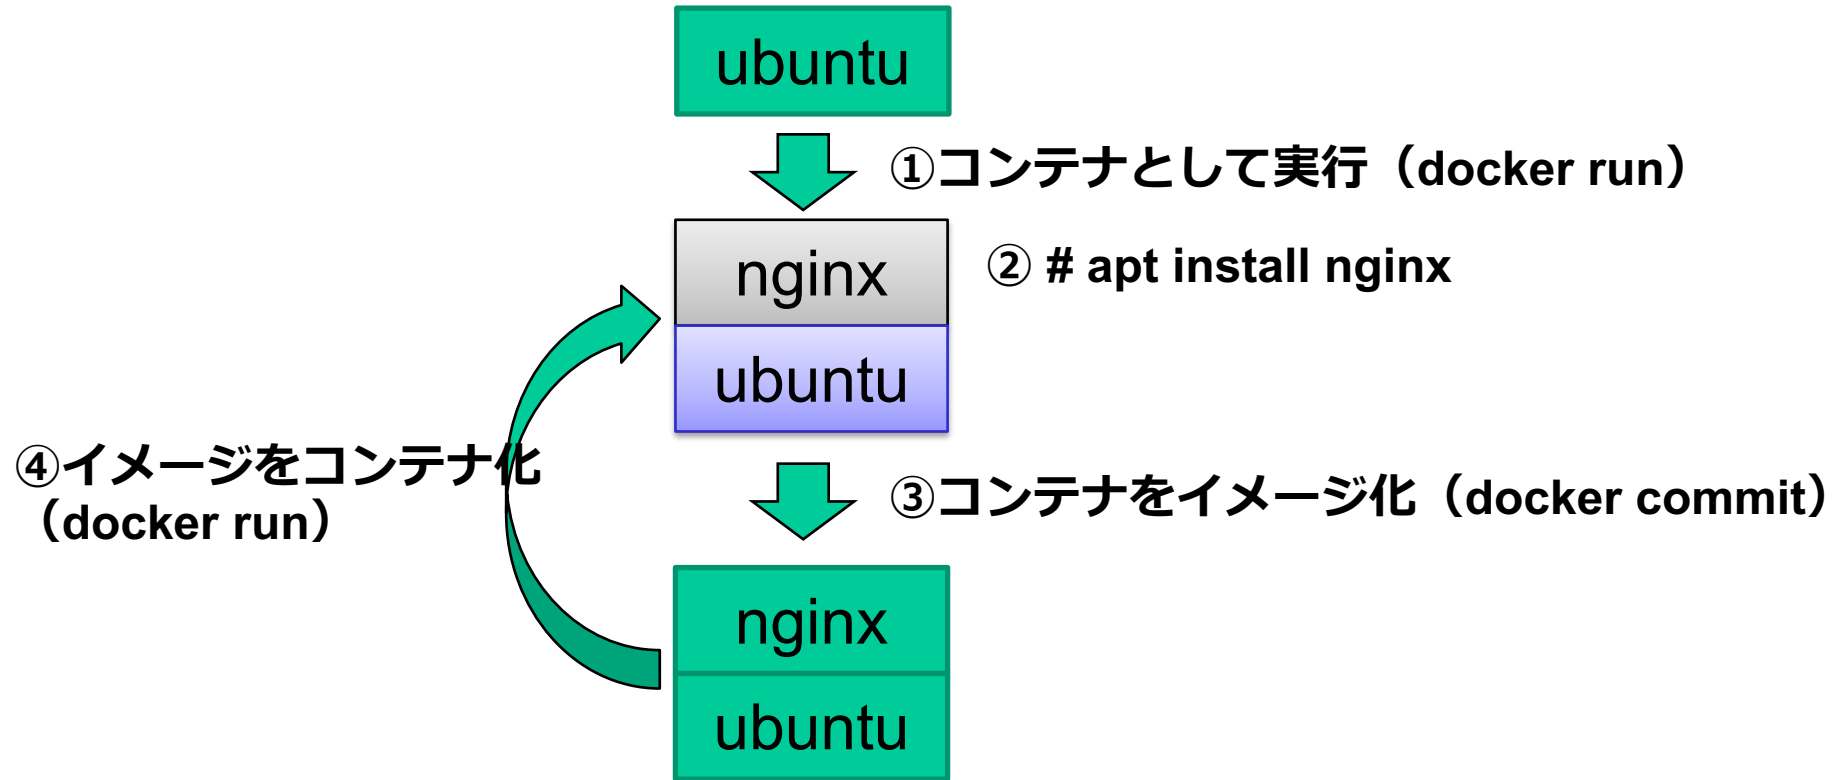 ubuntu
①コンテナとして実行（docker run）
nginx
② # apt install nginx
ubuntu
④イメージをコンテナ化
（docker run）
③コンテナをイメージ化（docker commit）
nginx
ubuntu